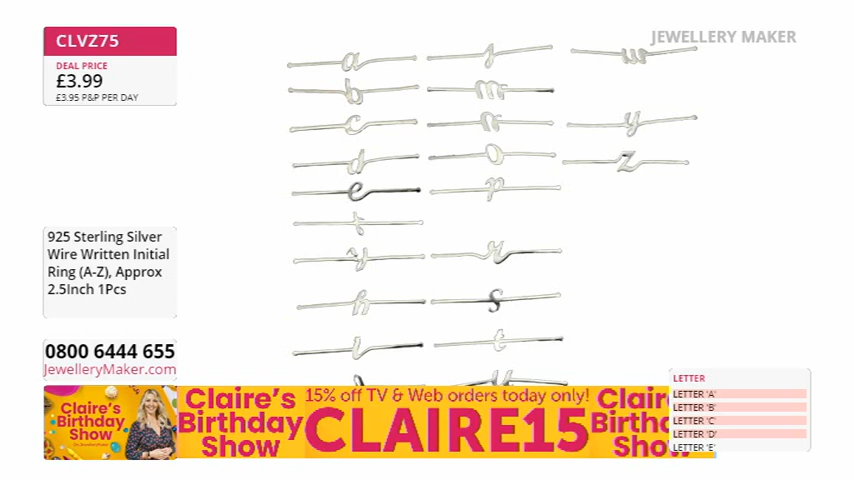 CLVZ75
DEAL PRICE
£3.99
£3.95 P&P PER DAY
JEWELLERY MAKER
a
b
c
d
e
f
y
h
i
l
m
n
o
p
r
s
t
u
w
y
z
925 Sterling Silver
Wire Written Initial
Ring (A-Z), Approx
2.5Inch 1Pcs
0800 6444 655
JewelleryMaker.com
Claire's
Birthday
Show
Claire's
Birthday
Show
15% off TV & Web orders today only!
CLAIRE15
Clair
Birthd
Show
LETTER
LETTER 'A'
LETTER 'B'
LETTER 'C'
LETTER 'D'
LETTER 'E'